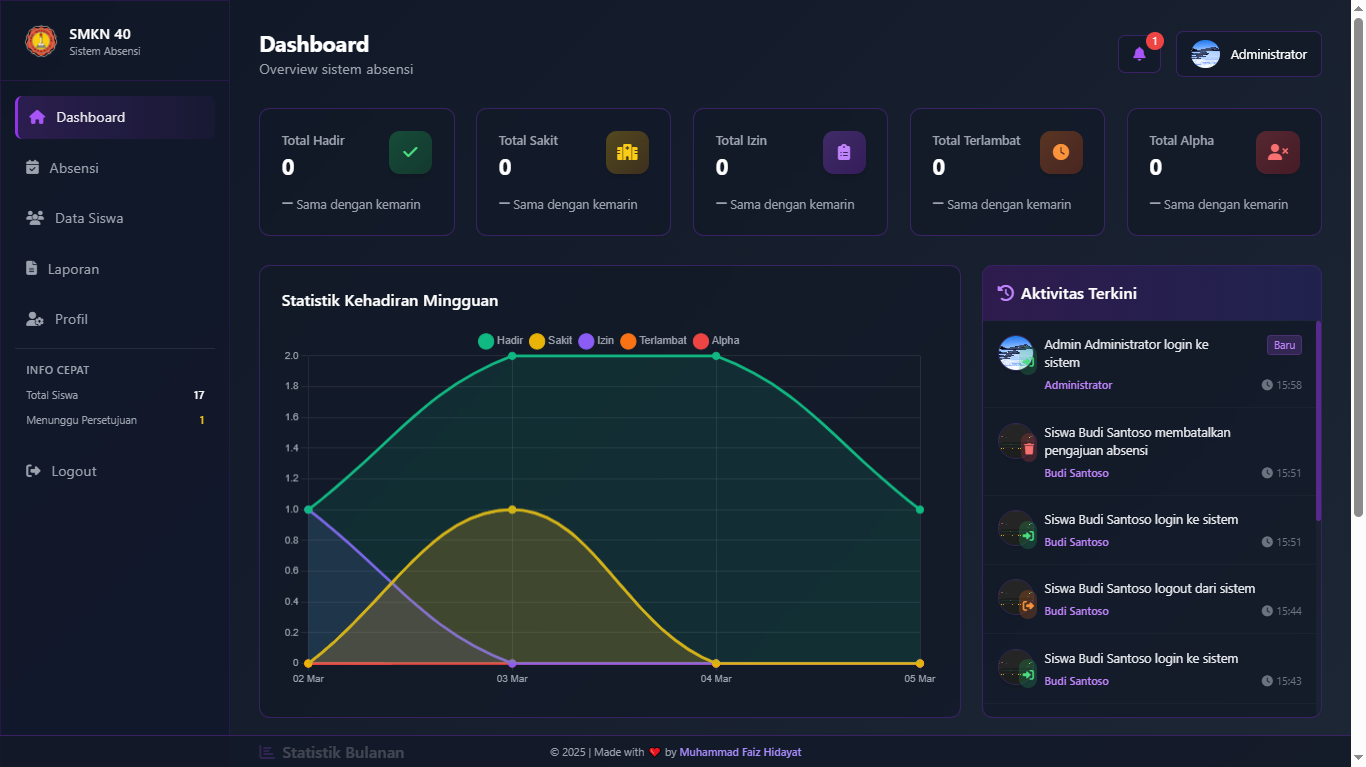 SMKN 40
Sistem Absensi
Dashboard
Absensi
Data Siswa
Laporan
Profil
INFO CEPAT
Total Siswa 17
Menunggu Persetujuan 1
Logout
Dashboard
Overview sistem absensi
1
Administrator
Total Hadir
0
Sama dengan kemarin
Total Sakit
0
Sama dengan kemarin
Total Izin
0
Sama dengan kemarin
Total Terlambat
0
Sama dengan kemarin
Total Alpha
0
Sama dengan kemarin
Statistik Kehadiran Mingguan
Hadir Sakit Izin Terlambat Alpha
2.0
1.8
1.6
1.4
1.2
1.0
0.8
0.6
0.4
0.2
0
02 Mar 03 Mar 04 Mar 05 Mar
Aktivitas Terkini
Admin Administrator login ke
sistem
Baru
Administrator 15:58
Siswa Budi Santoso membatalkan
pengajuan absensi
Budi Santoso 15:51
Siswa Budi Santoso login ke sistem
Budi Santoso 15:51
Siswa Budi Santoso logout dari sistem
Budi Santoso 15:44
Siswa Budi Santoso login ke sistem
Budi Santoso 15:43
Statistik Bulanan
© 2025 | Made with ❤ by Muhammad Faiz Hidayat